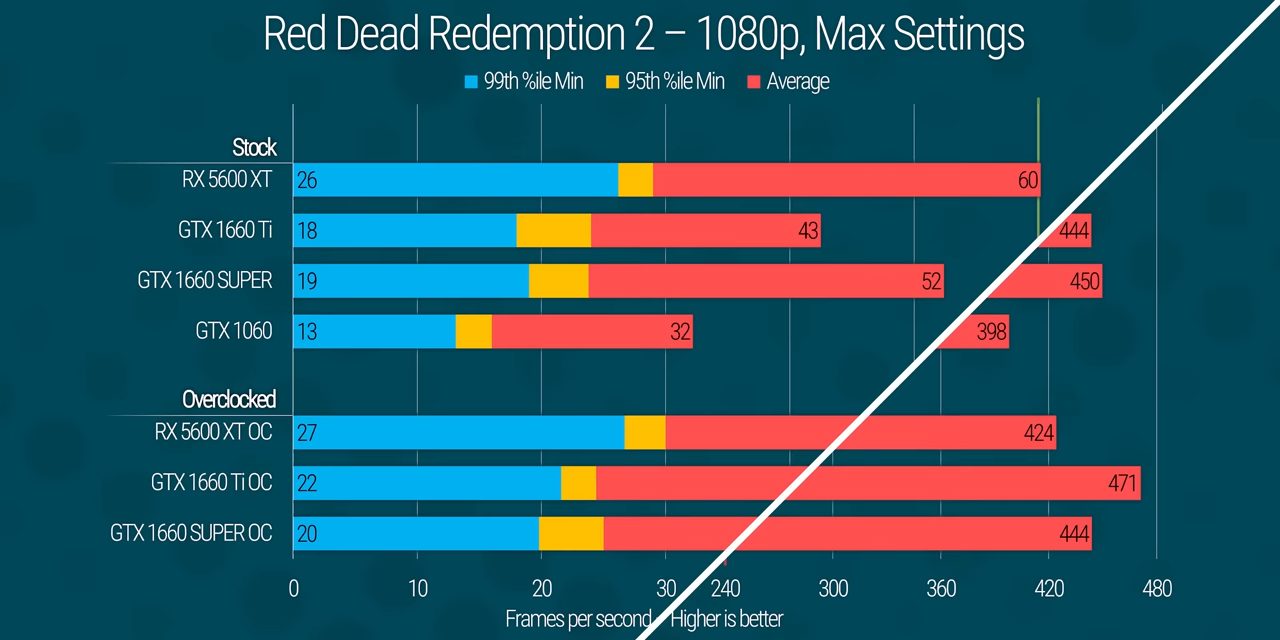 Red Dead Redemption 2 – 1080p, Max Settings
99th %ile Min 95th %ile Min Average
Stock
RX 5600 XT 26 60
GTX 1660 Ti 18 43 444
GTX 1660 SUPER 19 52 450
GTX 1060 13 32 398
Overclocked
RX 5600 XT OC 27 424
GTX 1660 Ti OC 22 471
GTX 1660 SUPER OC 20 444
0 10 20 30 240 300 360 420 480
Frames per second Higher is better